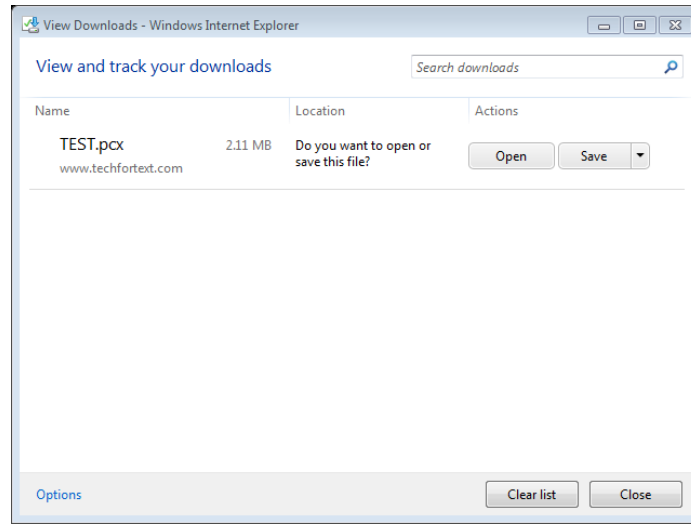 View Downloads - Windows Internet Explorer
View and track your downloads
Search downloads
Name Location Actions
TEST.pcx 2.11 MB Do you want to open or
save this file?
www.techfortext.com
Open Save
Options Clear list Close